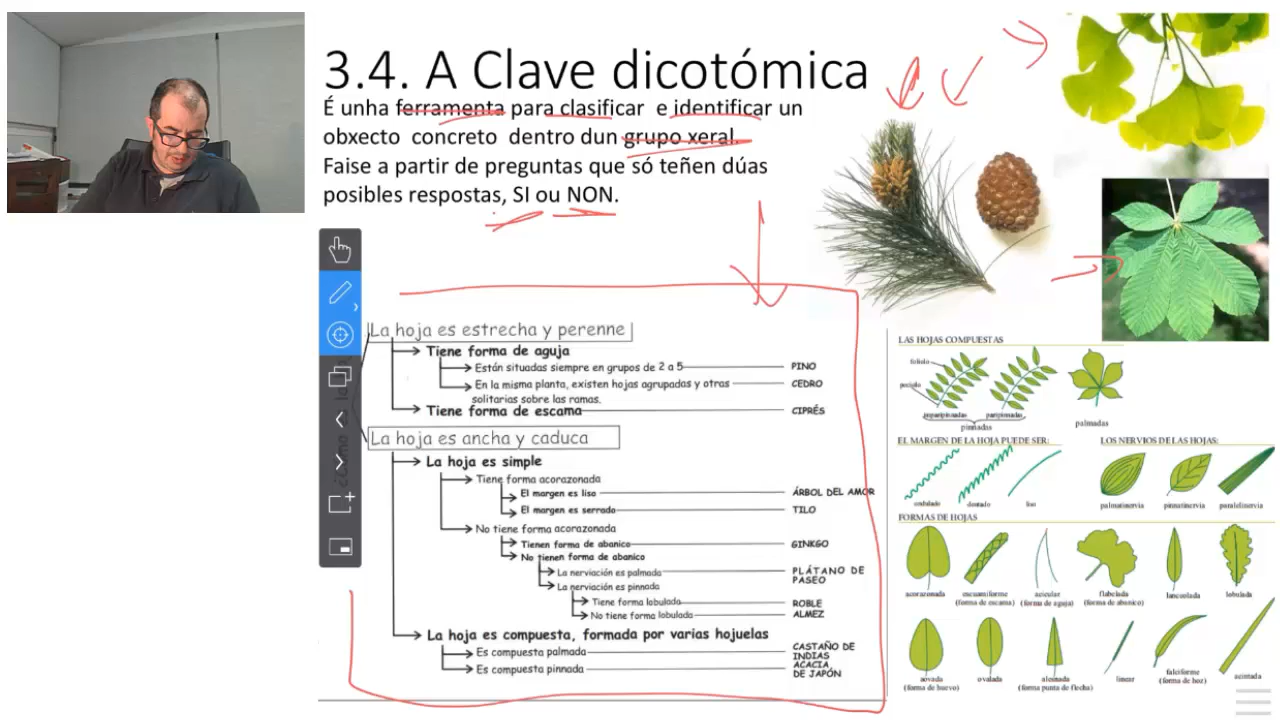 3.4. A Clave dicotómica
É unha ferramenta para clasificar e identificar un
obxecto concreto dentro dun grupo xeral.
Faise a partir de preguntas que só teñen dúas
posibles respostas, SI ou NON.
La hoja es estrecha y perenne
Tiene forma de aguja
Están situadas siempre en grupos de 2 a 5 PINO
En la misma planta, existen hojas agrupadas y otras CEDRO
solitarias sobre las ramas.
Tiene forma de escama CIPRÉS
La hoja es ancha y caduca
La hoja es simple
Tiene forma acorazonada
El margen es liso ÁRBOL DEL AMOR
El margen es serrado TILO
No tiene forma acorazonada
Tienen forma de abanico GINKGO
No tienen forma de abanico
La nerviación es palmada PLÁTANO DE
PASEO
La nerviación es pinnada
Tiene forma lobulada ROBLE
No tiene forma lobulada ALMEZ
La hoja es compuesta, formada por varias hojuelas
Es compuesta palmada CASTAÑO DE
INDIAS
Es compuesta pinnada ACACIA
DE JAPÓN
LAS HOJAS COMPUESTAS
foliolo
peciolo
imparipinnadas paripinnadas
pinnadas
palmadas
EL MARGEN DE LA HOJA PUEDE SER:
ondulado dentado liso
LOS NERVIOS DE LAS HOJAS:
palmatinervia pinnatinervia paralelinervia
FORMAS DE HOJAS
acorazonada escuamiforme acicular flabelada lanceolada lobulada
(forma de escama) (forma de aguja) (forma de abanico)
aovada ovalada alesnada linear falciforme acintada
(forma de huevo) (forma punta de flecha) (forma de hoz)